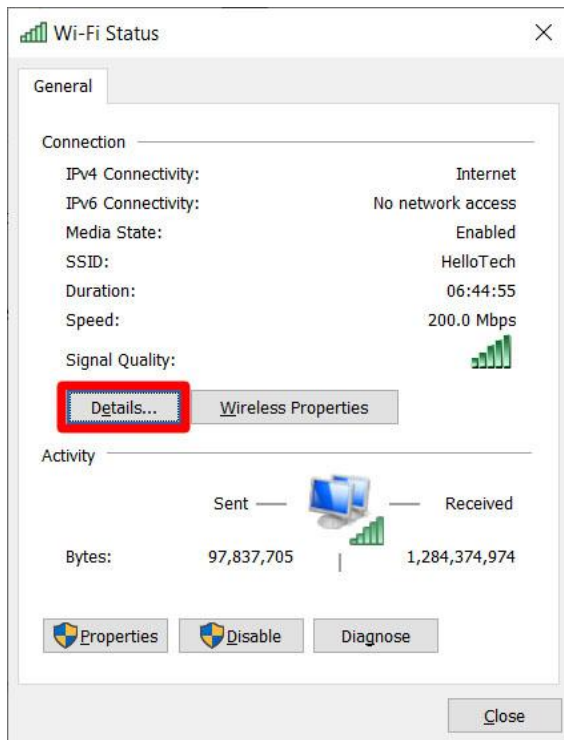 Wi-Fi Status
General
Connection
IPv4 Connectivity: Internet
IPv6 Connectivity: No network access
Media State: Enabled
SSID: HelloTech
Duration: 06:44:55
Speed: 200.0 Mbps
Signal Quality:
Details... Wireless Properties
Activity
Sent Received
Bytes: 97,837,705 1,284,374,974
Properties Disable Diagnose
Close